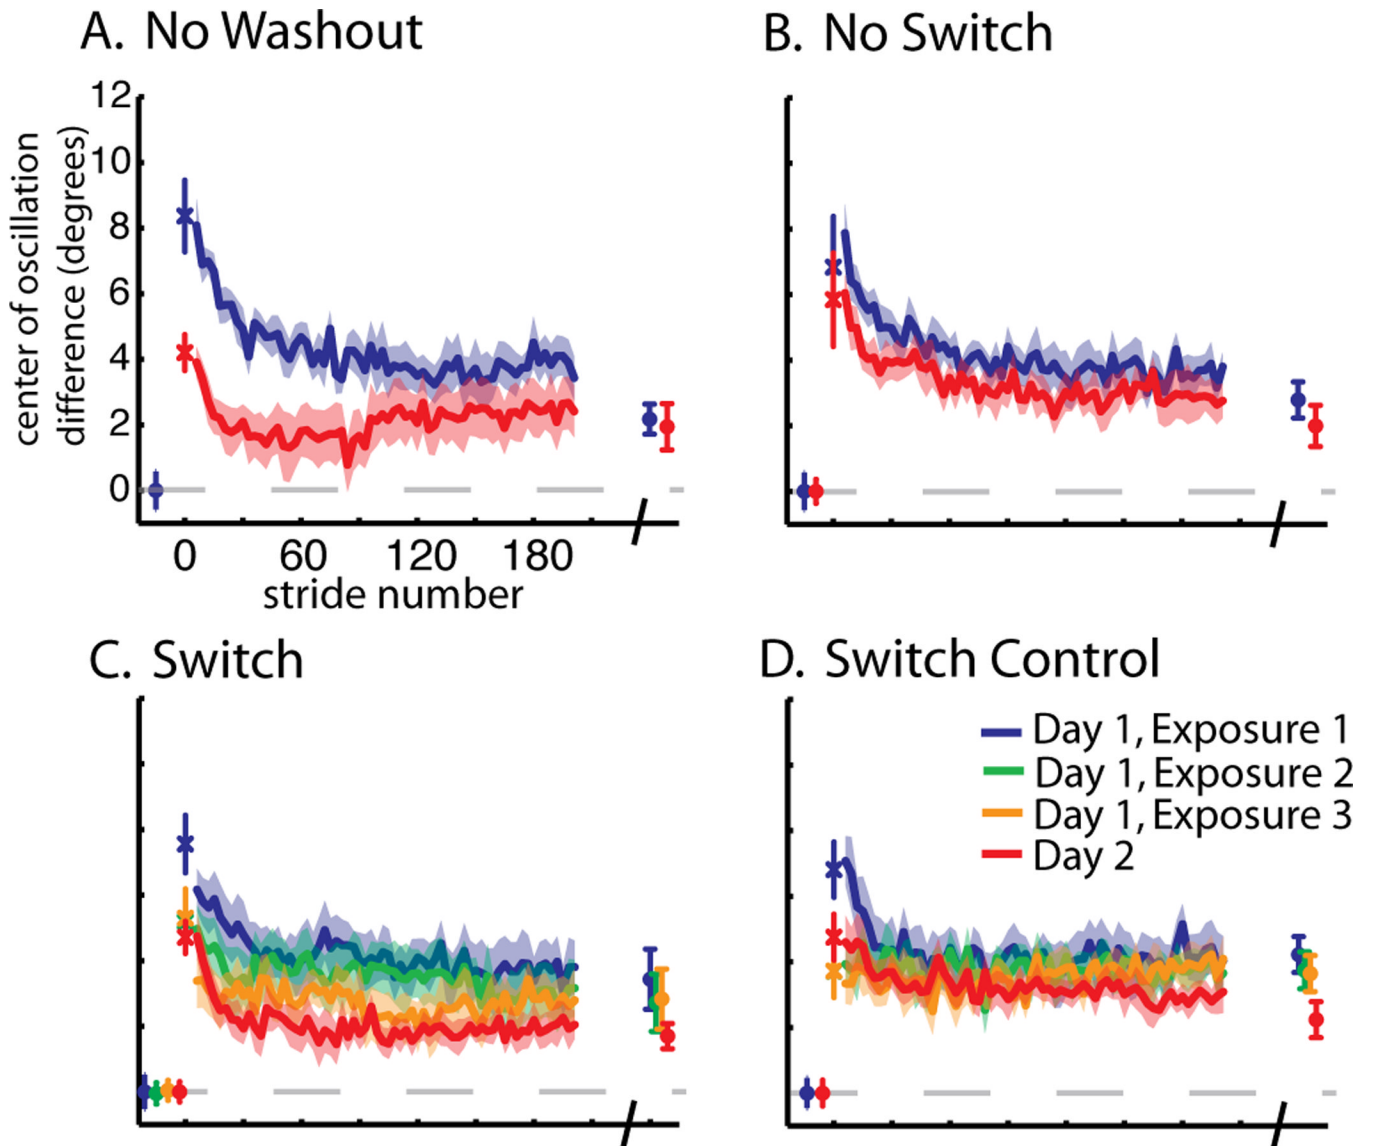 A. No Washout
B. No Switch
center of oscillation
difference (degrees)
12
10
8
6
4
2
0
0 60 120 180
stride number
C. Switch
D. Switch Control
Day 1, Exposure 1
Day 1, Exposure 2
Day 1, Exposure 3
Day 2